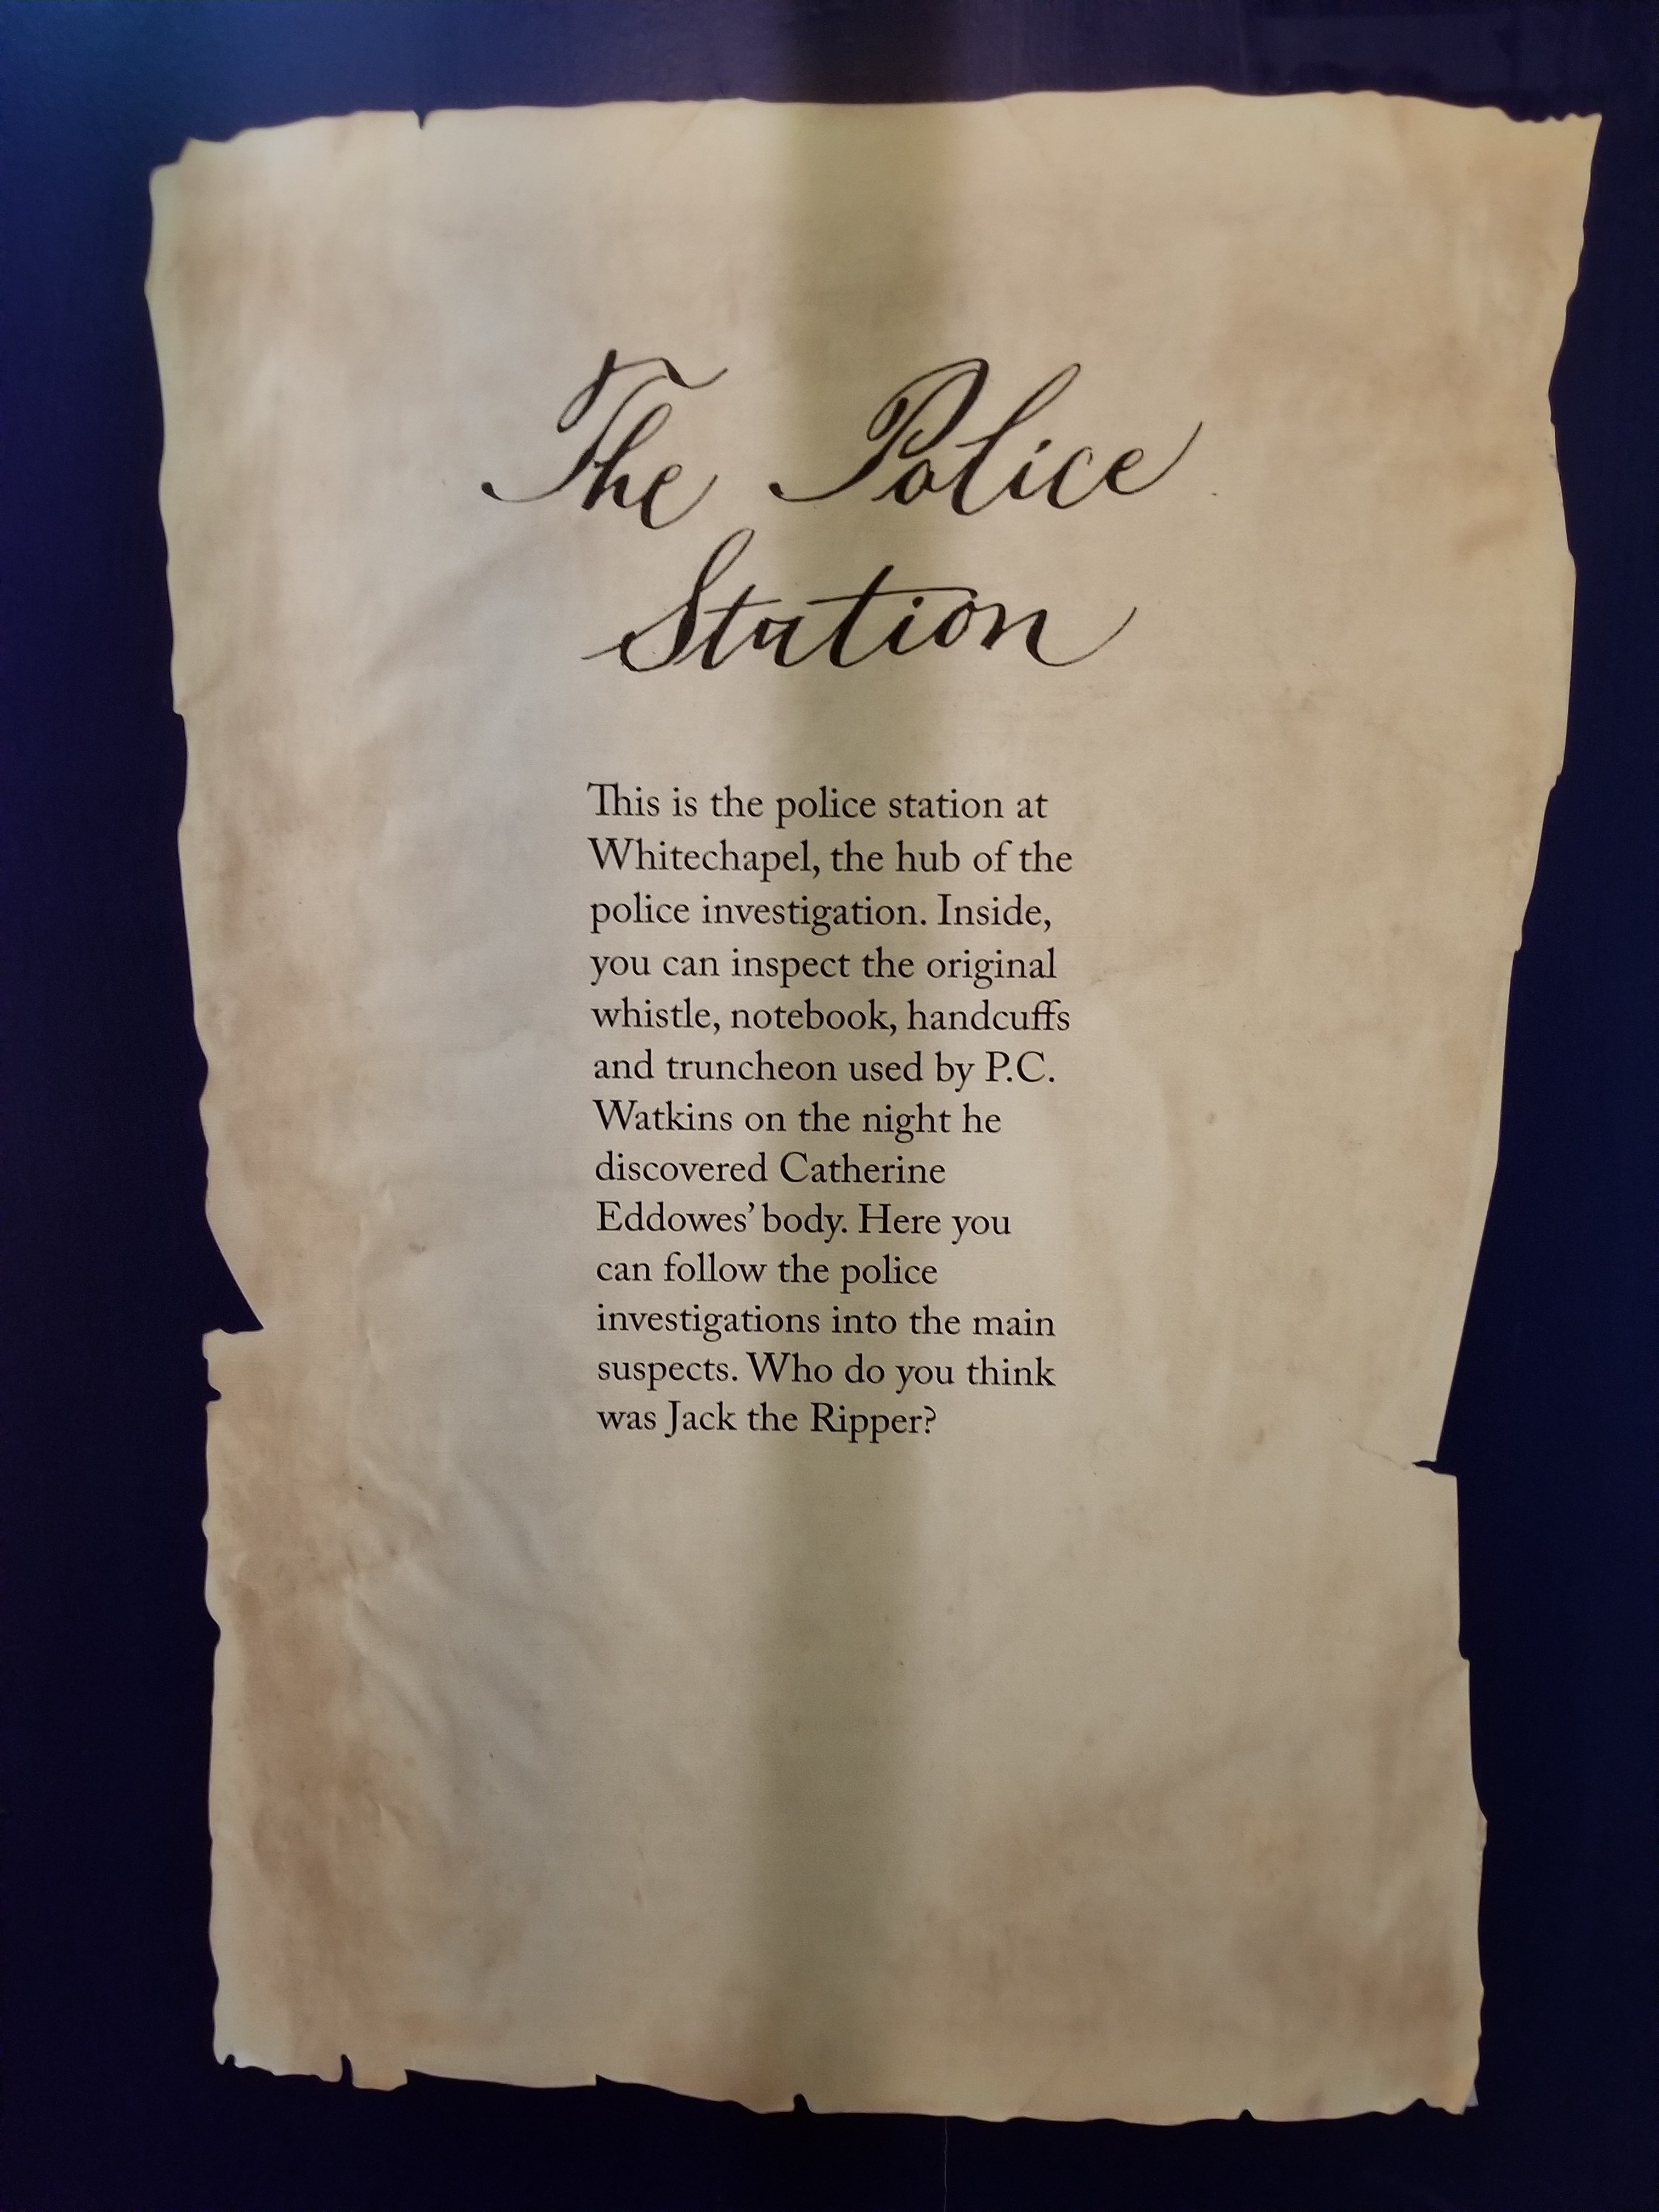 The Police
Station
This is the police station at
Whitechapel, the hub of the
police investigation. Inside,
you can inspect the original
whistle, notebook, handcuffs
and truncheon used by P.C.
Watkins on the night he
discovered Catherine
Eddowes’ body. Here you
can follow the police
investigations into the main
suspects. Who do you think
was Jack the Ripper?